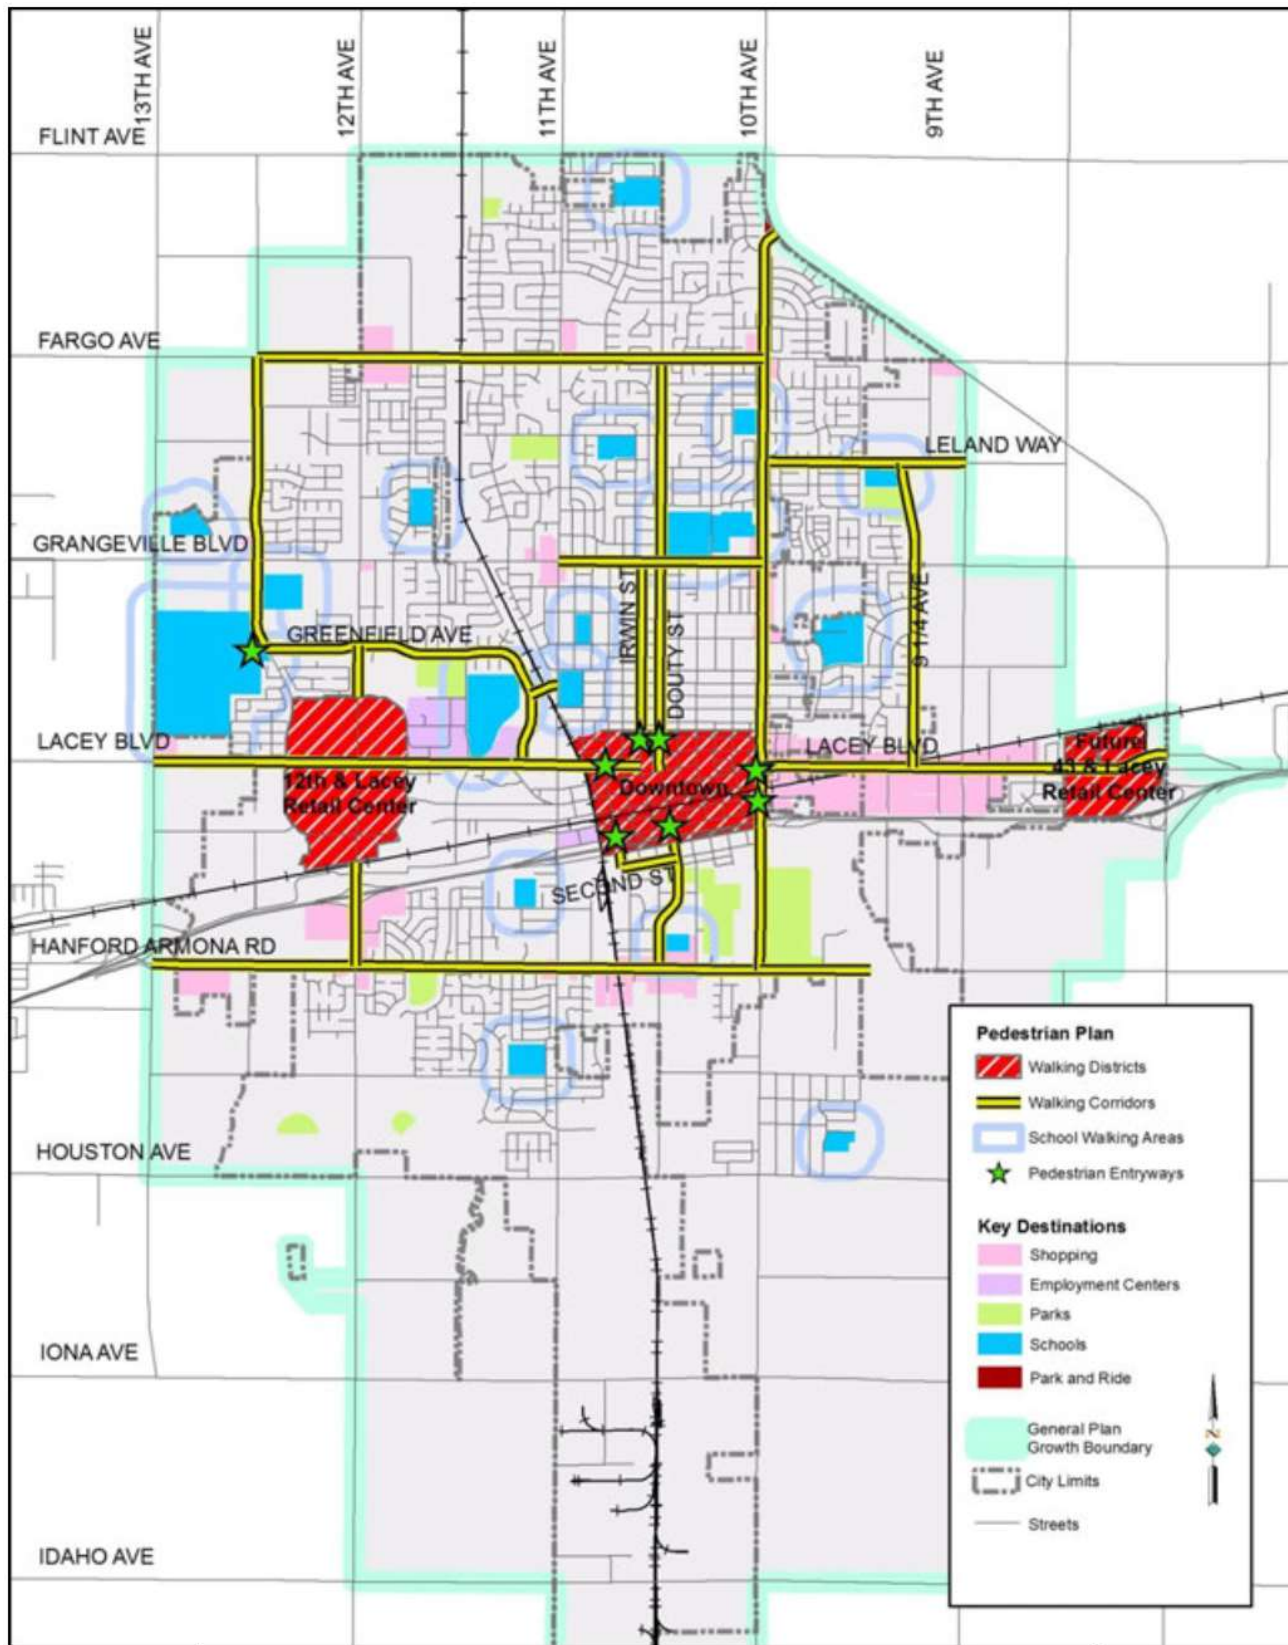 13TH AVE
12TH AVE
11TH AVE
10TH AVE
9TH AVE
FLINT AVE
FARGO AVE
LELAND WAY
GRANGEVILLE BLVD
IRWIN ST
DOUTY ST
9 1/4 AVE
GREENFIELD AVE
LACEY BLVD
LACEY BLVD
Future
43 & Lacey
Retail Center
12th & Lacey
Retail Center
Downtown
SECOND ST
HANFORD ARMONA RD
HOUSTON AVE
IONA AVE
IDAHO AVE
Pedestrian Plan
Walking Districts
Walking Corridors
School Walking Areas
Pedestrian Entryways
Key Destinations
Shopping
Employment Centers
Parks
Schools
Park and Ride
General Plan
Growth Boundary
City Limits
Streets
N